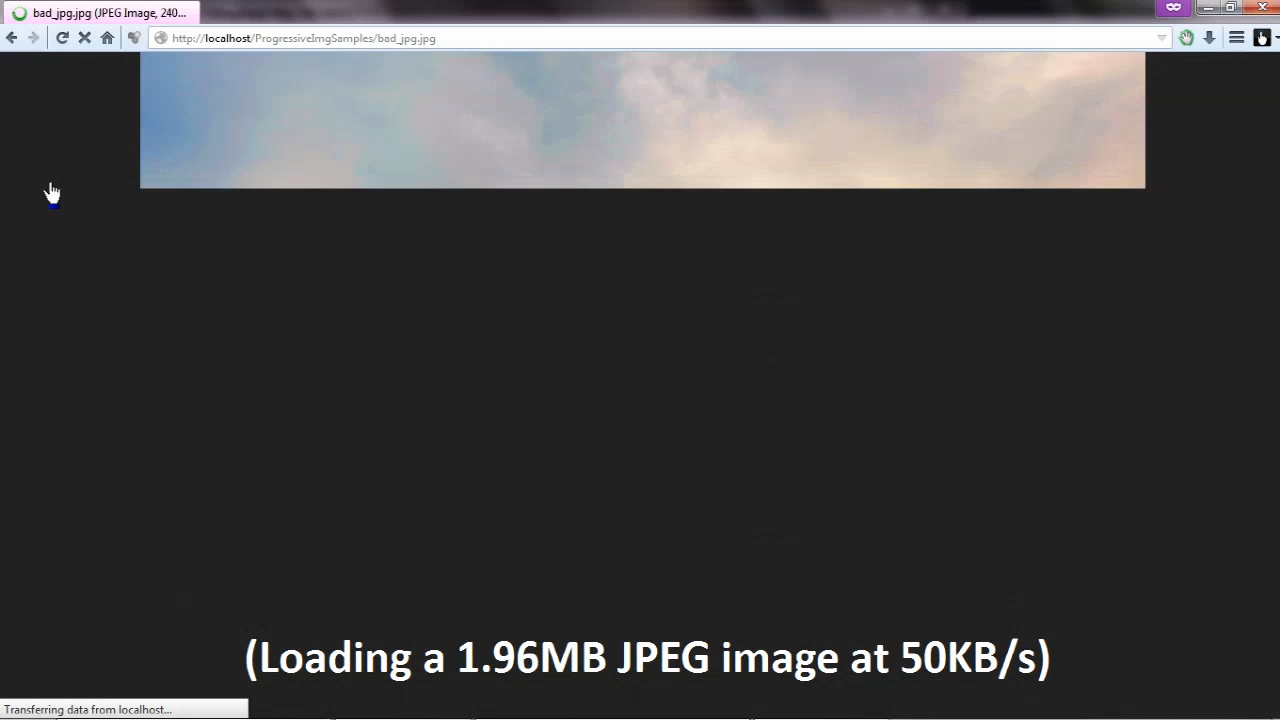 bad_jpg.jpg (JPEG Image, 240...
http://localhost/ProgressiveImgSamples/bad_jpg.jpg
(Loading a 1.96MB JPEG image at 50KB/s)
Transferring data from localhost...